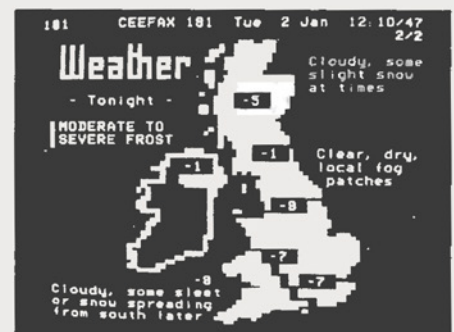 181 CEEFAX 181 Tue 2 Jan 12:10/47
2/2
Weather
- Tonight -
MODERATE TO
SEVERE FROST
Cloudy, some
slight snow
at times
-5
-1
-1
Clear, dry,
local fog
patches
-8
-7
-8
-7
Cloudy, some sleet
or snow spreading
from south later